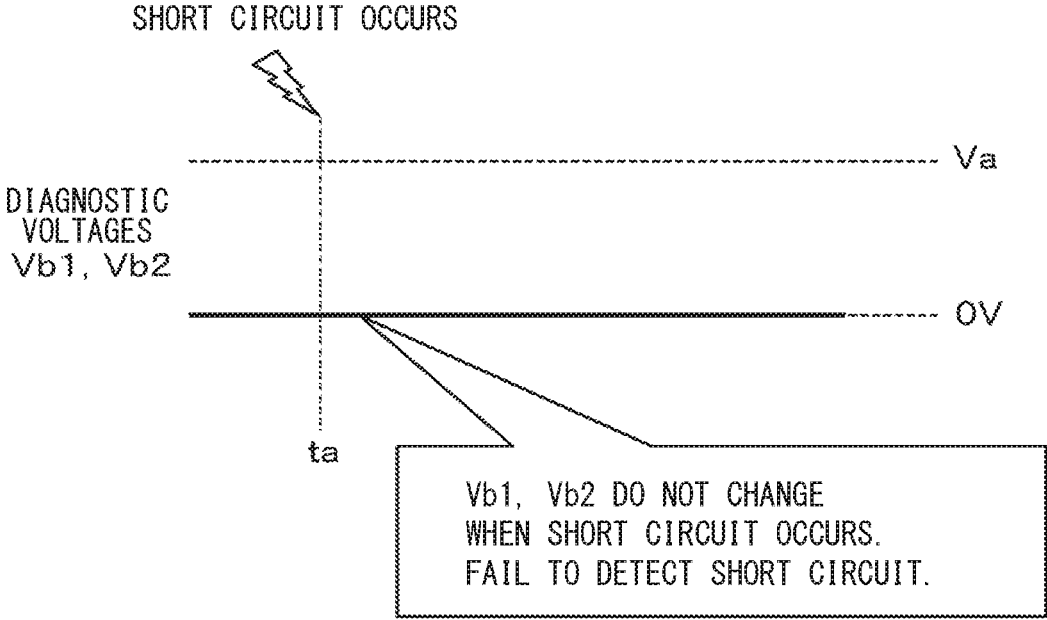 SHORT CIRCUIT OCCURS
Va
DIAGNOSTIC
VOLTAGES
Vb1, Vb2
0V
ta
Vb1, Vb2 DO NOT CHANGE
WHEN SHORT CIRCUIT OCCURS.
FAIL TO DETECT SHORT CIRCUIT.